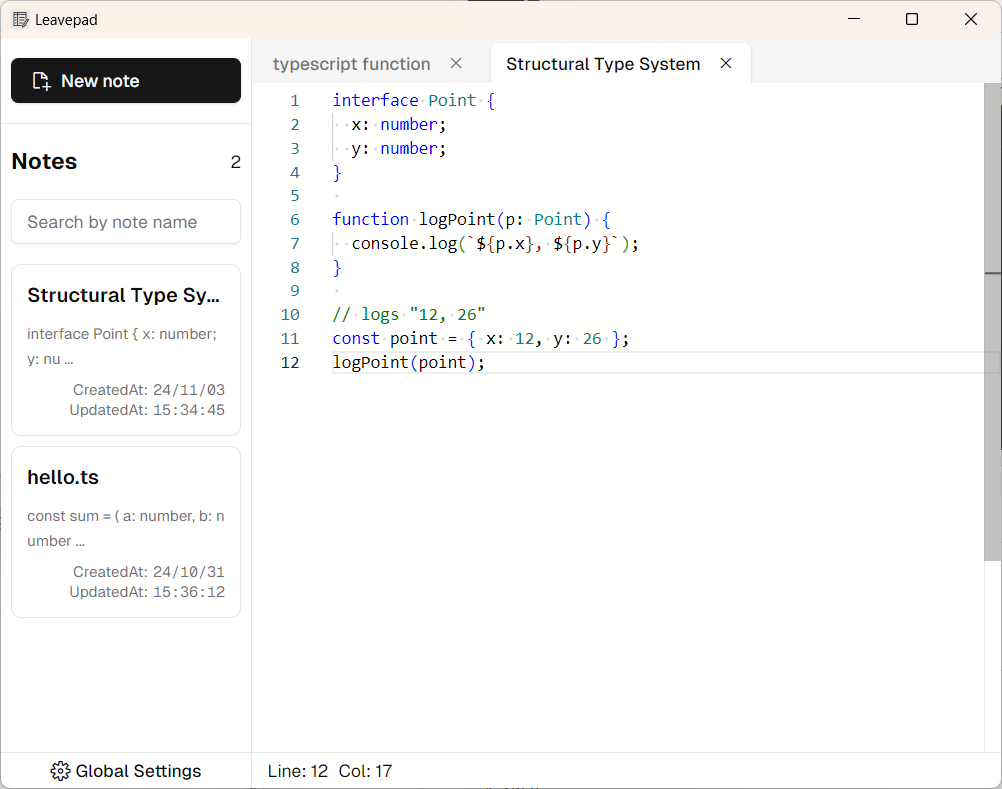 Leavepad
New note
Notes
2
Search by note name
Structural Type Sy...
interface Point { x: number;
y: nu ...
CreatedAt: 24/11/03
UpdatedAt: 15:34:45
hello.ts
const sum = ( a: number, b: n
umber ...
CreatedAt: 24/10/31
UpdatedAt: 15:36:12
Global Settings
typescript function
Structural Type System
1 interface Point {
2   x: number;
3   y: number;
4 }
5
6 function logPoint(p: Point) {
7   console.log(`${p.x}, ${p.y}`);
8 }
9
10 // logs "12, 26"
11 const point = { x: 12, y: 26 };
12 logPoint(point);
Line: 12 Col: 17